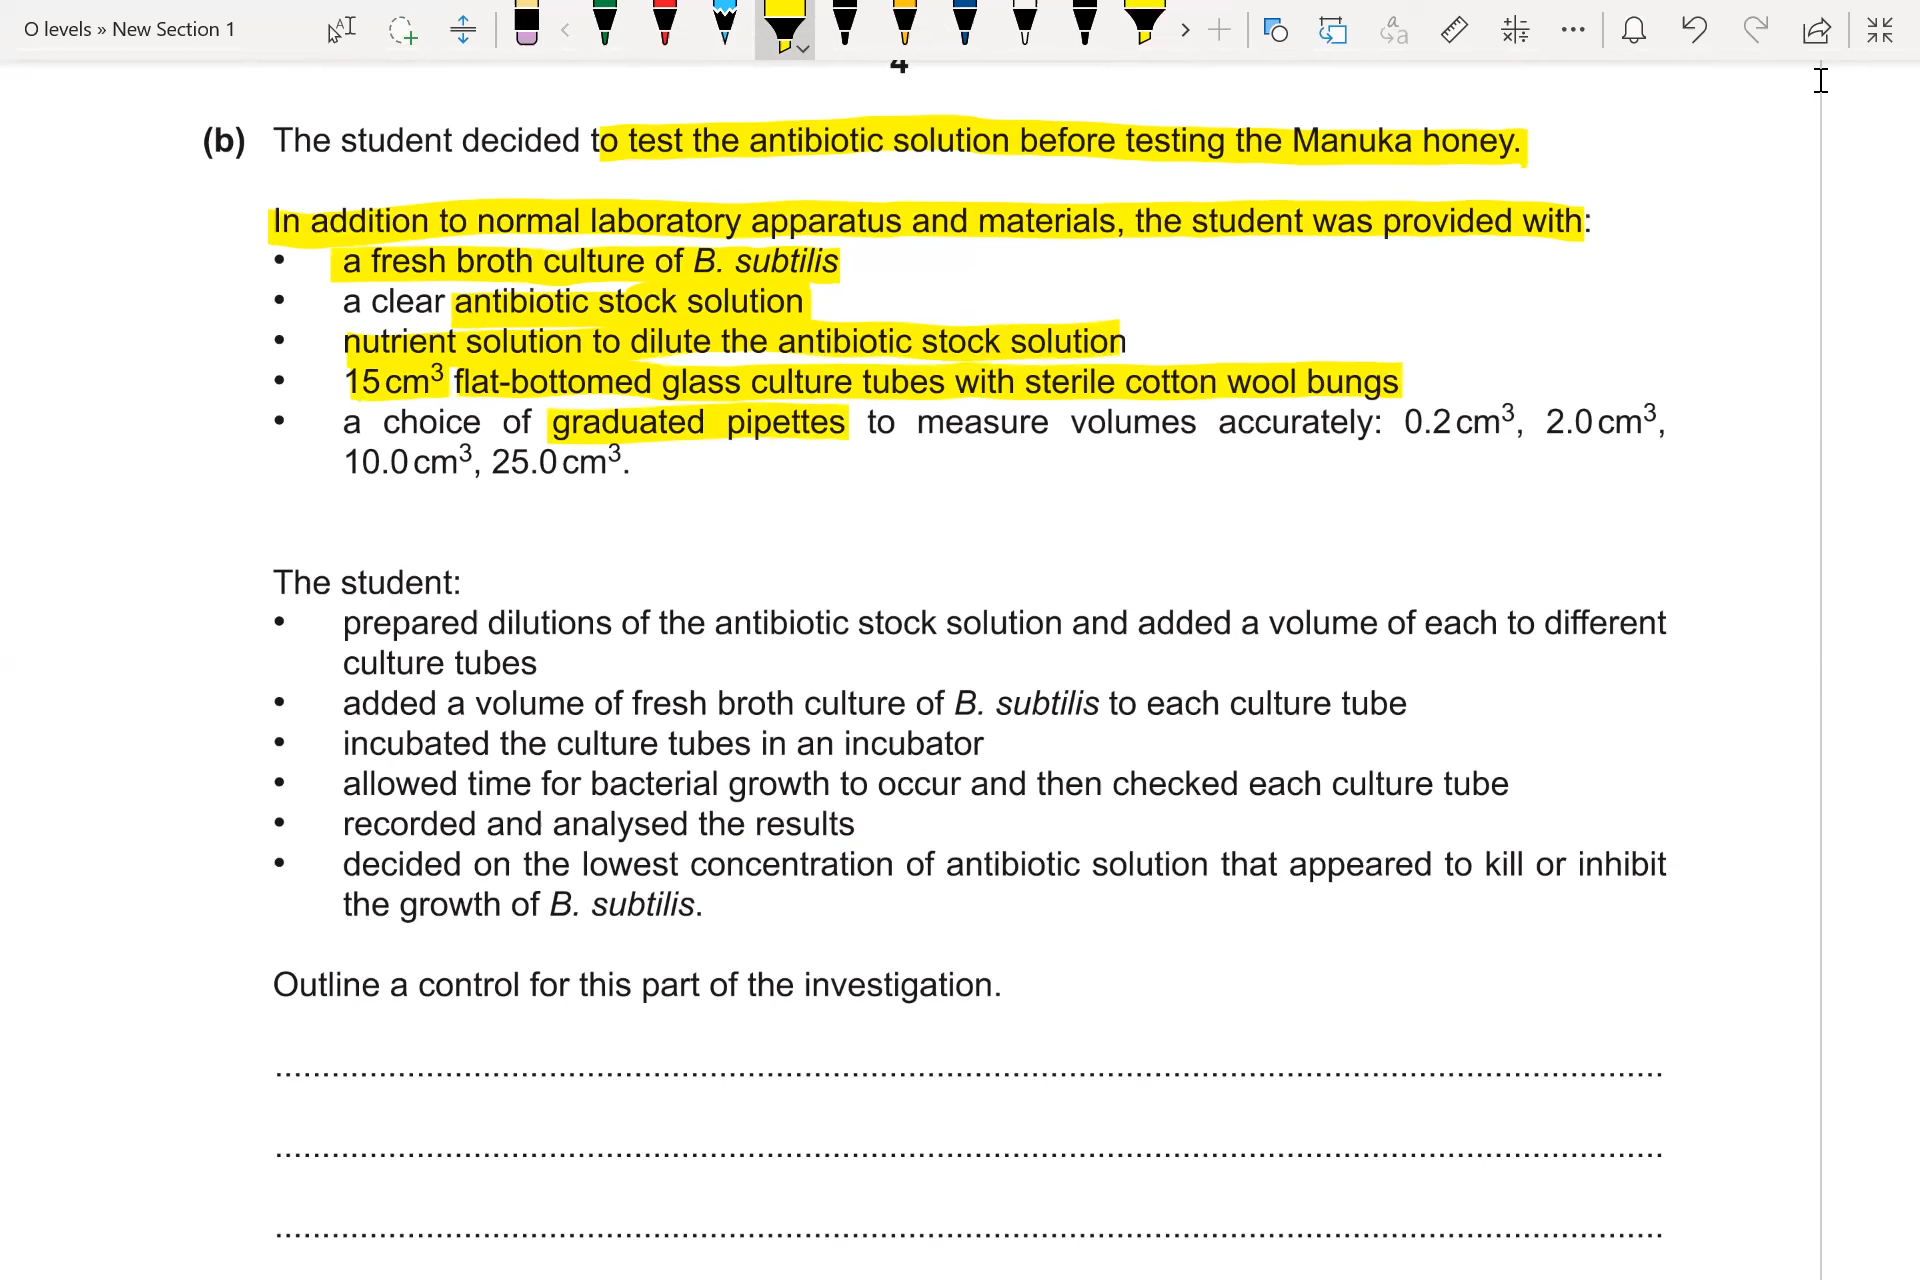 O levels » New Section 1
4
(b) The student decided to test the antibiotic solution before testing the Manuka honey.
In addition to normal laboratory apparatus and materials, the student was provided with:
• a fresh broth culture of B. subtilis
• a clear antibiotic stock solution
• nutrient solution to dilute the antibiotic stock solution
• 15 cm³ flat-bottomed glass culture tubes with sterile cotton wool bungs
• a choice of graduated pipettes to measure volumes accurately: 0.2 cm³, 2.0 cm³,
10.0 cm³, 25.0 cm³.
The student:
• prepared dilutions of the antibiotic stock solution and added a volume of each to different
culture tubes
• added a volume of fresh broth culture of B. subtilis to each culture tube
• incubated the culture tubes in an incubator
• allowed time for bacterial growth to occur and then checked each culture tube
• recorded and analysed the results
• decided on the lowest concentration of antibiotic solution that appeared to kill or inhibit
the growth of B. subtilis.
Outline a control for this part of the investigation.